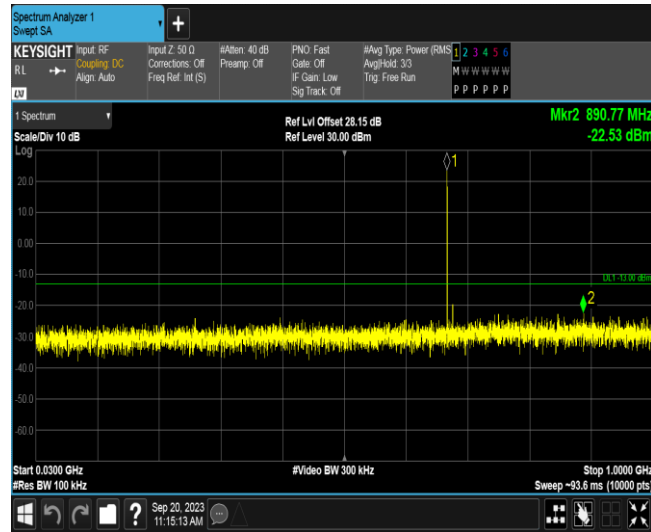 Spectrum Analyzer 1
Swept SA
KEYSIGHT
RL
LXI
Input: RF
Coupling: DC
Align: Auto
Input Z: 50 Ω
Corrections: Off
Freq Ref: Int (S)
#Atten: 40 dB
Preamp: Off
PNO: Fast
Gate: Off
IF Gain: Low
Sig Track: Off
#Avg Type: Power (RMS
Avg|Hold: 3/3
Trig: Free Run
1 2 3 4 5 6
M W W W W W
P P P P P P
1 Spectrum
Scale/Div 10 dB
Log
Ref Lvl Offset 28.15 dB
Ref Level 30.00 dBm
Mkr2 890.77 MHz
-22.53 dBm
1
20.0
10.0
0.00
-10.0
DL1 -13.00 dBm
2
-20.0
-30.0
-40.0
-50.0
-60.0
Start 0.0300 GHz
#Video BW 300 kHz
Stop 1.0000 GHz
#Res BW 100 kHz
Sweep ~93.6 ms (10000 pts)
?
Sep 20, 2023
11:15:13 AM